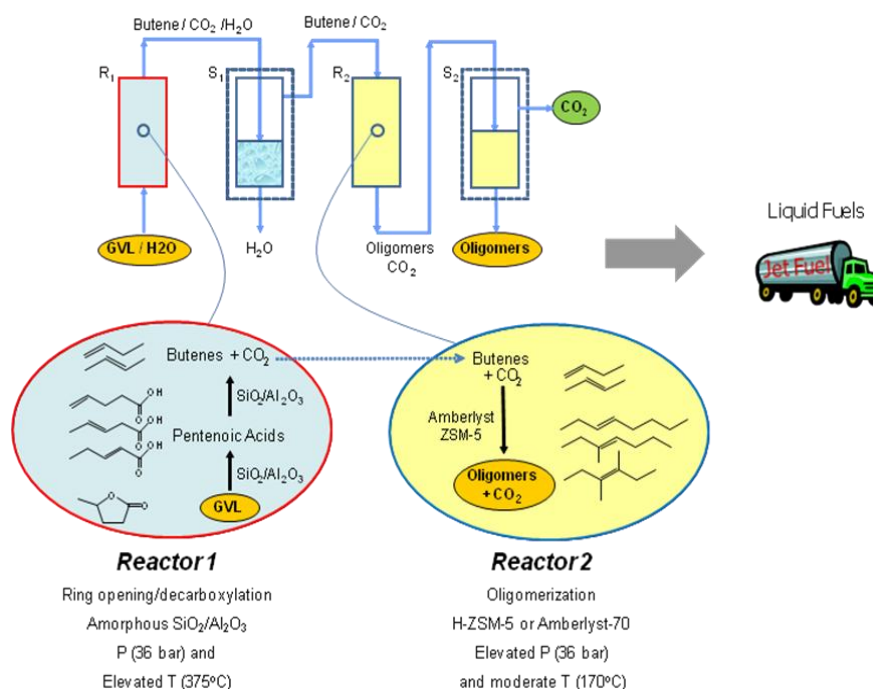 Butene / CO2 /H2O
Butene / CO2
R1
S1
R2
S2
CO2
GVL / H2O
H2O
Oligomers
CO2
Oligomers
Liquid Fuels
Jet Fuel
Butenes + CO2
SiO2/Al2O3
Pentenoic Acids
SiO2/Al2O3
GVL
OH
O
OH
O
OH
O
O
O
Butenes
+ CO2
Amberlyst
ZSM-5
Oligomers
+ CO2
Reactor 1
Ring opening/decarboxylation
Amorphous SiO2/Al2O3
P (36 bar) and
Elevated T (375ºC)
Reactor 2
Oligomerization
H-ZSM-5 or Amberlyst-70
Elevated P (36 bar)
and moderate T (170ºC)